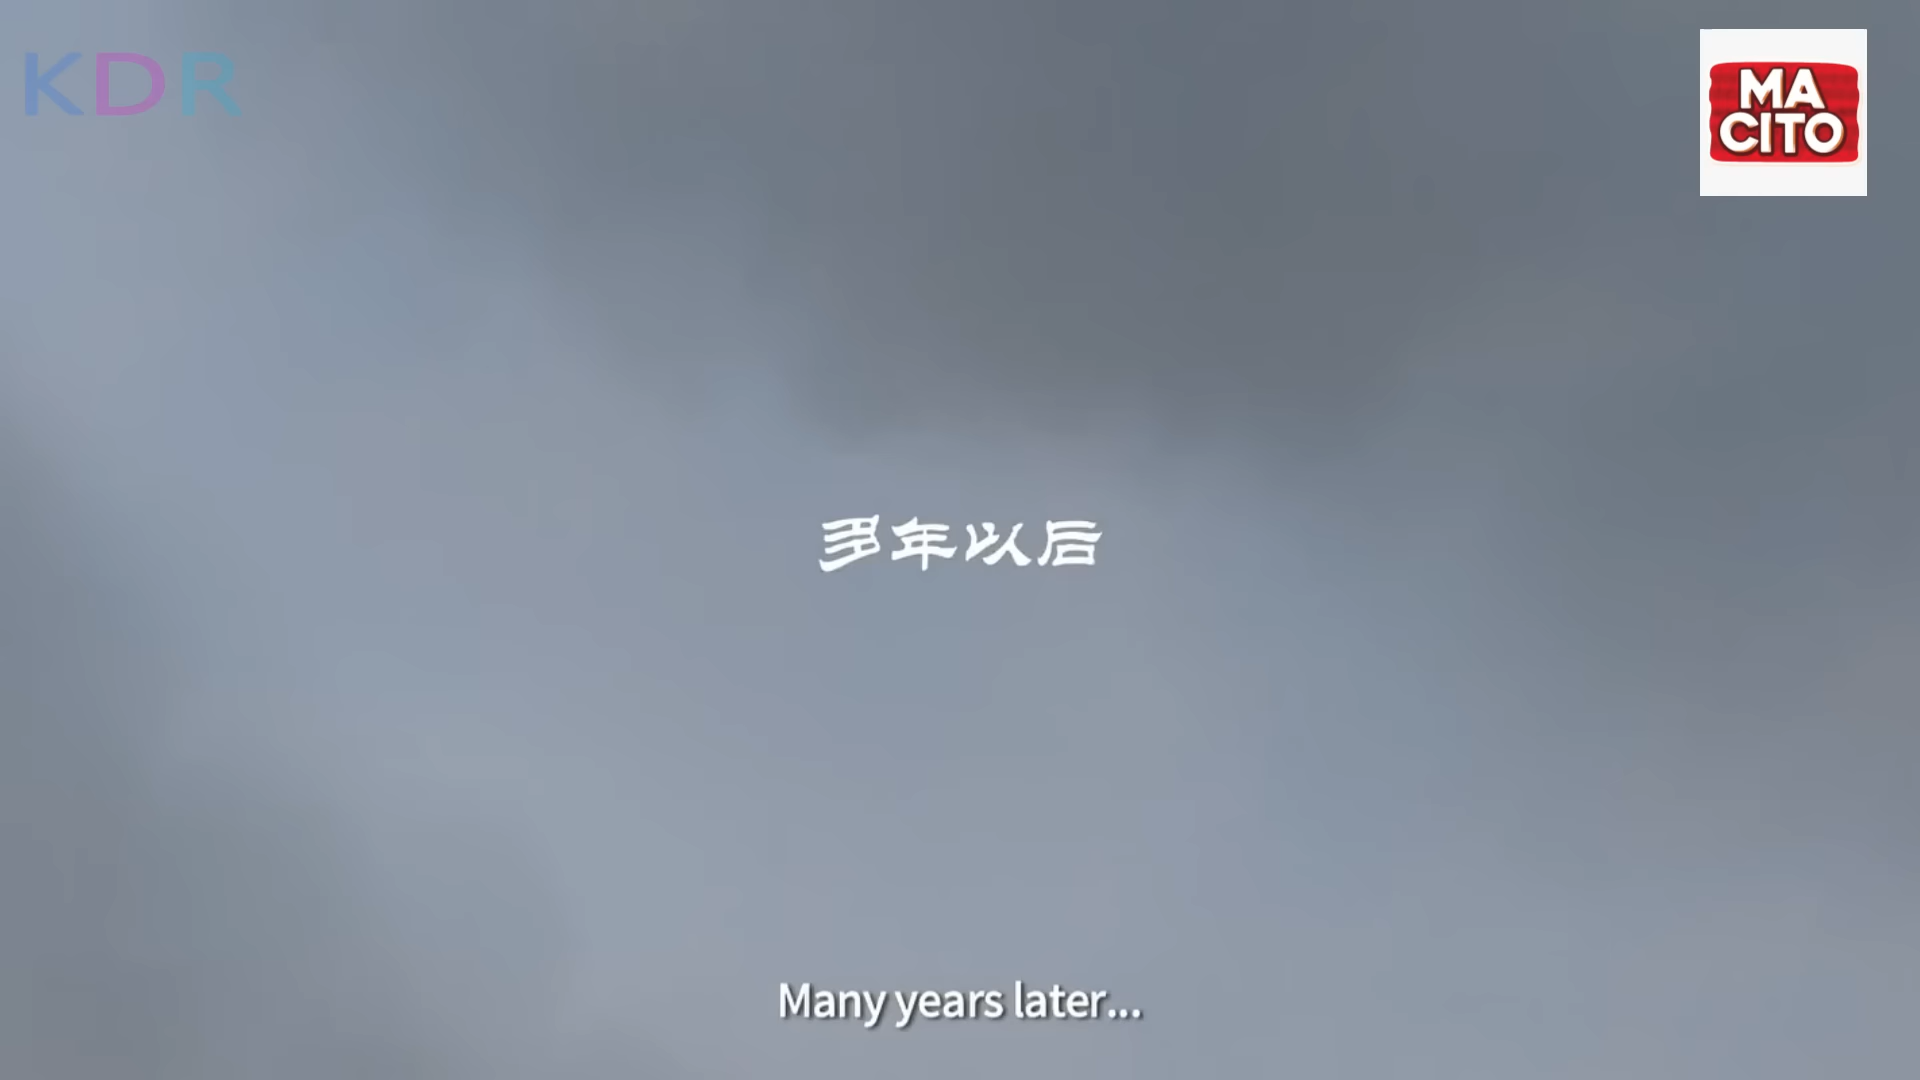 KDR
MA
CITO
多年以后
Many years later...